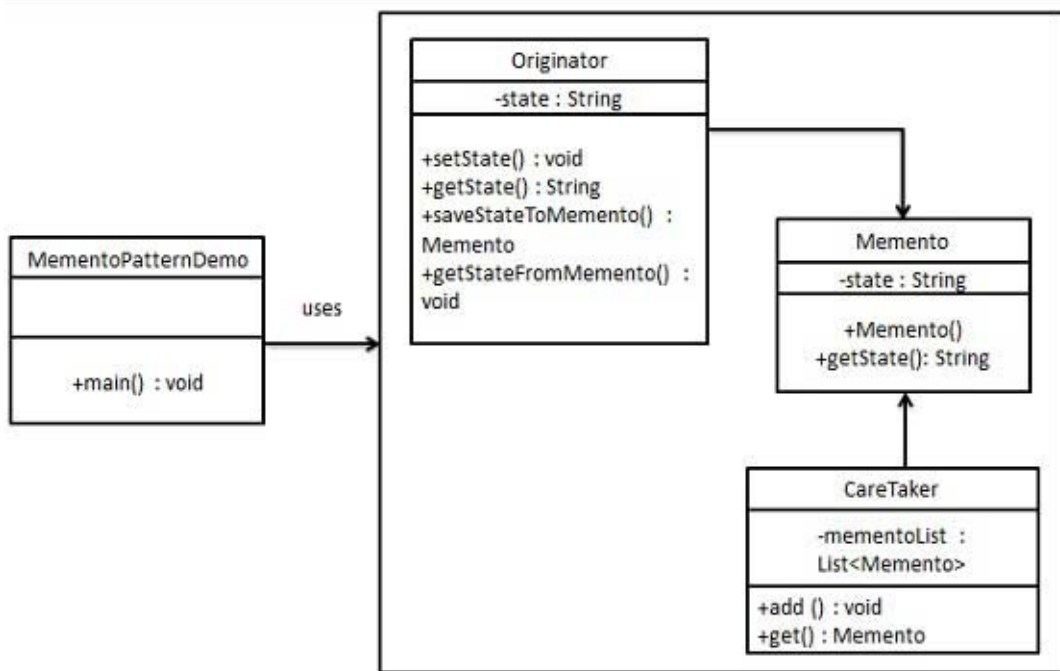 Originator
-state : String
+setState() : void
+getState() : String
+saveStateToMemento() :
Memento
+getStateFromMemento() :
void
MementoPatternDemo
+main() : void
uses
Memento
-state : String
+Memento()
+getState(): String
CareTaker
-mementoList :
List<Memento>
+add () : void
+get() : Memento